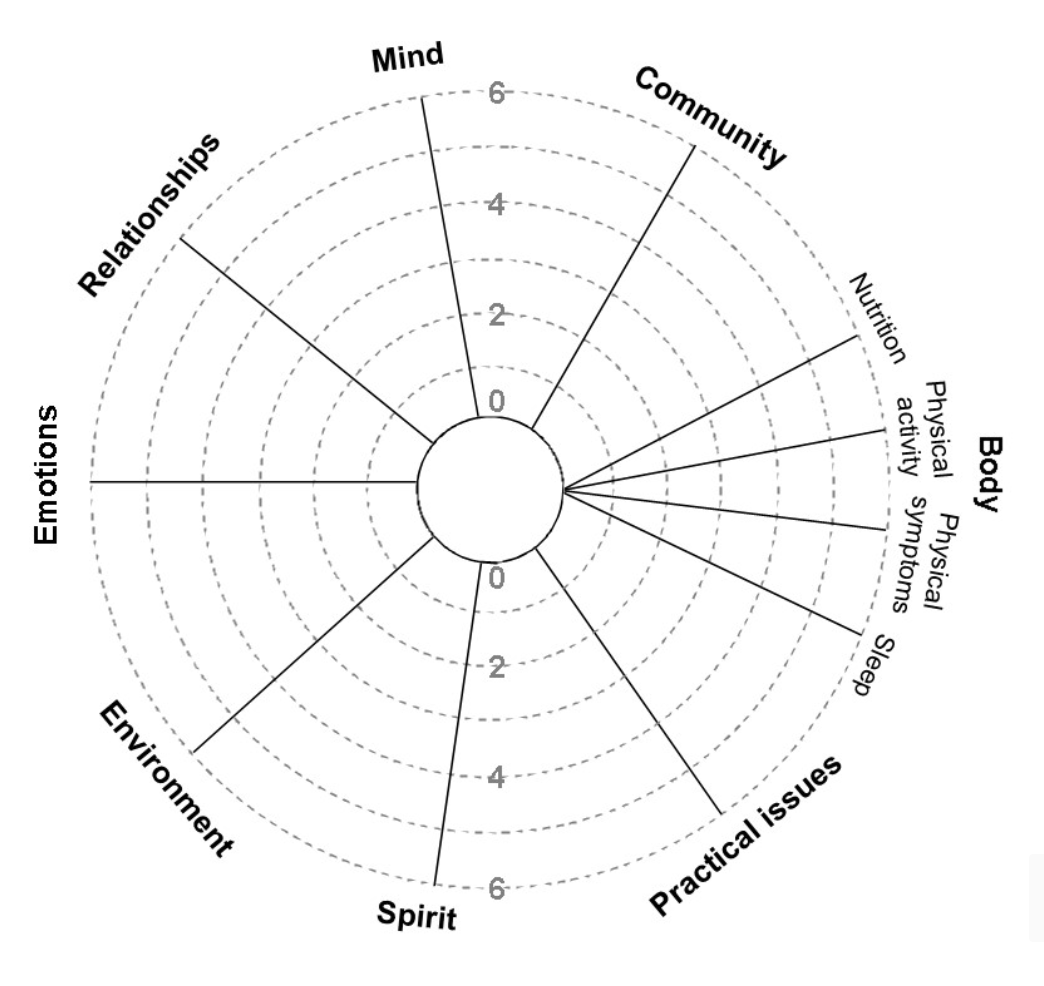 Mind
Community
Relationships
Nutrition
Physical
activity
Body
Physical
symptoms
Sleep
Emotions
Environment
Spirit
Practical issues
6
4
2
0
0
2
4
6